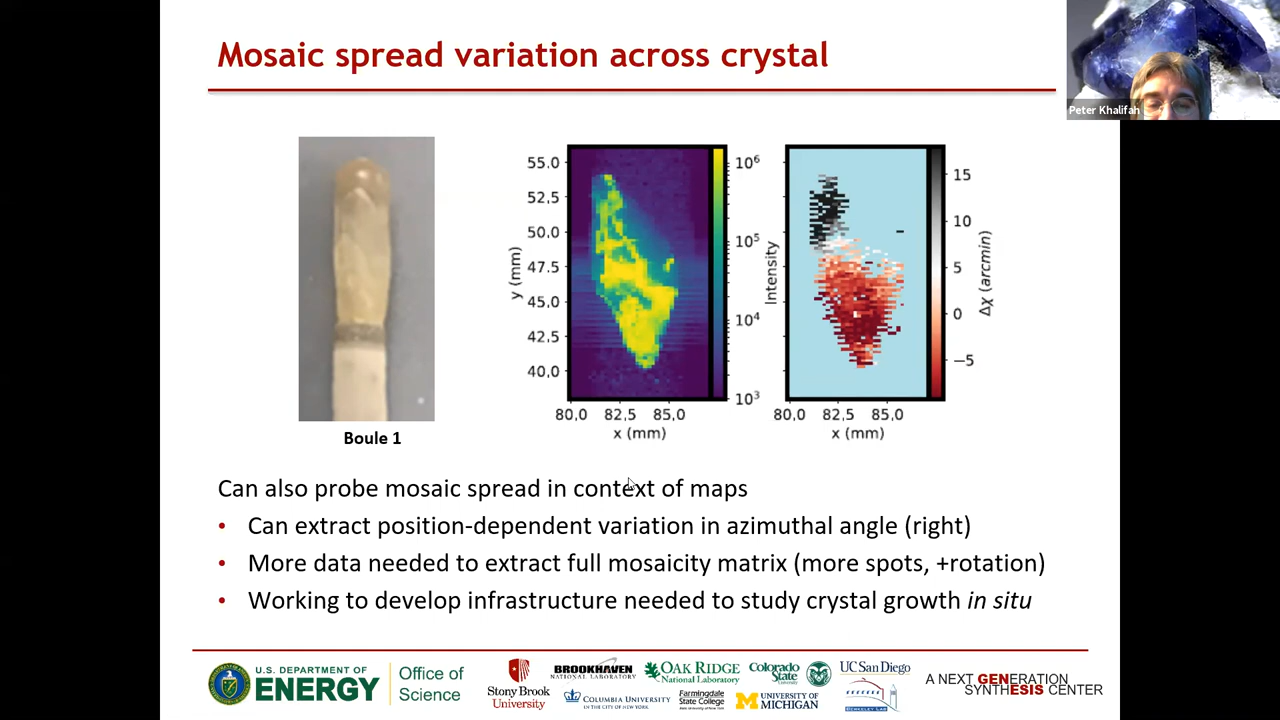 Mosaic spread variation across crystal
Peter Khalifah
55.0
52.5
50.0
47.5
45.0
42.5
40,0
y (mm)
80,0 82,5 85,0
x (mm)
10⁶
10⁵
10⁴
10³
Intensity
80,0 82,5 85,0
x (mm)
15
10
5
0
−5
Δχ (arcmin)
Boule 1
Can also probe mosaic spread in context of maps
• Can extract position-dependent variation in azimuthal angle (right)
• More data needed to extract full mosaicity matrix (more spots, +rotation)
• Working to develop infrastructure needed to study crystal growth in situ
U.S. DEPARTMENT OF
ENERGY
Office of
Science
Stony Brook
University
BROOKHAVEN
NATIONAL LABORATORY
COLUMBIA UNIVERSITY
IN THE CITY OF NEW YORK
OAK RIDGE
National Laboratory
Farmingdale
State College
Colorado
State
University
UNIVERSITY OF
MICHIGAN
UC San Diego
BERKELEY LAB
A NEXT GENERATION
SYNTHESIS CENTER